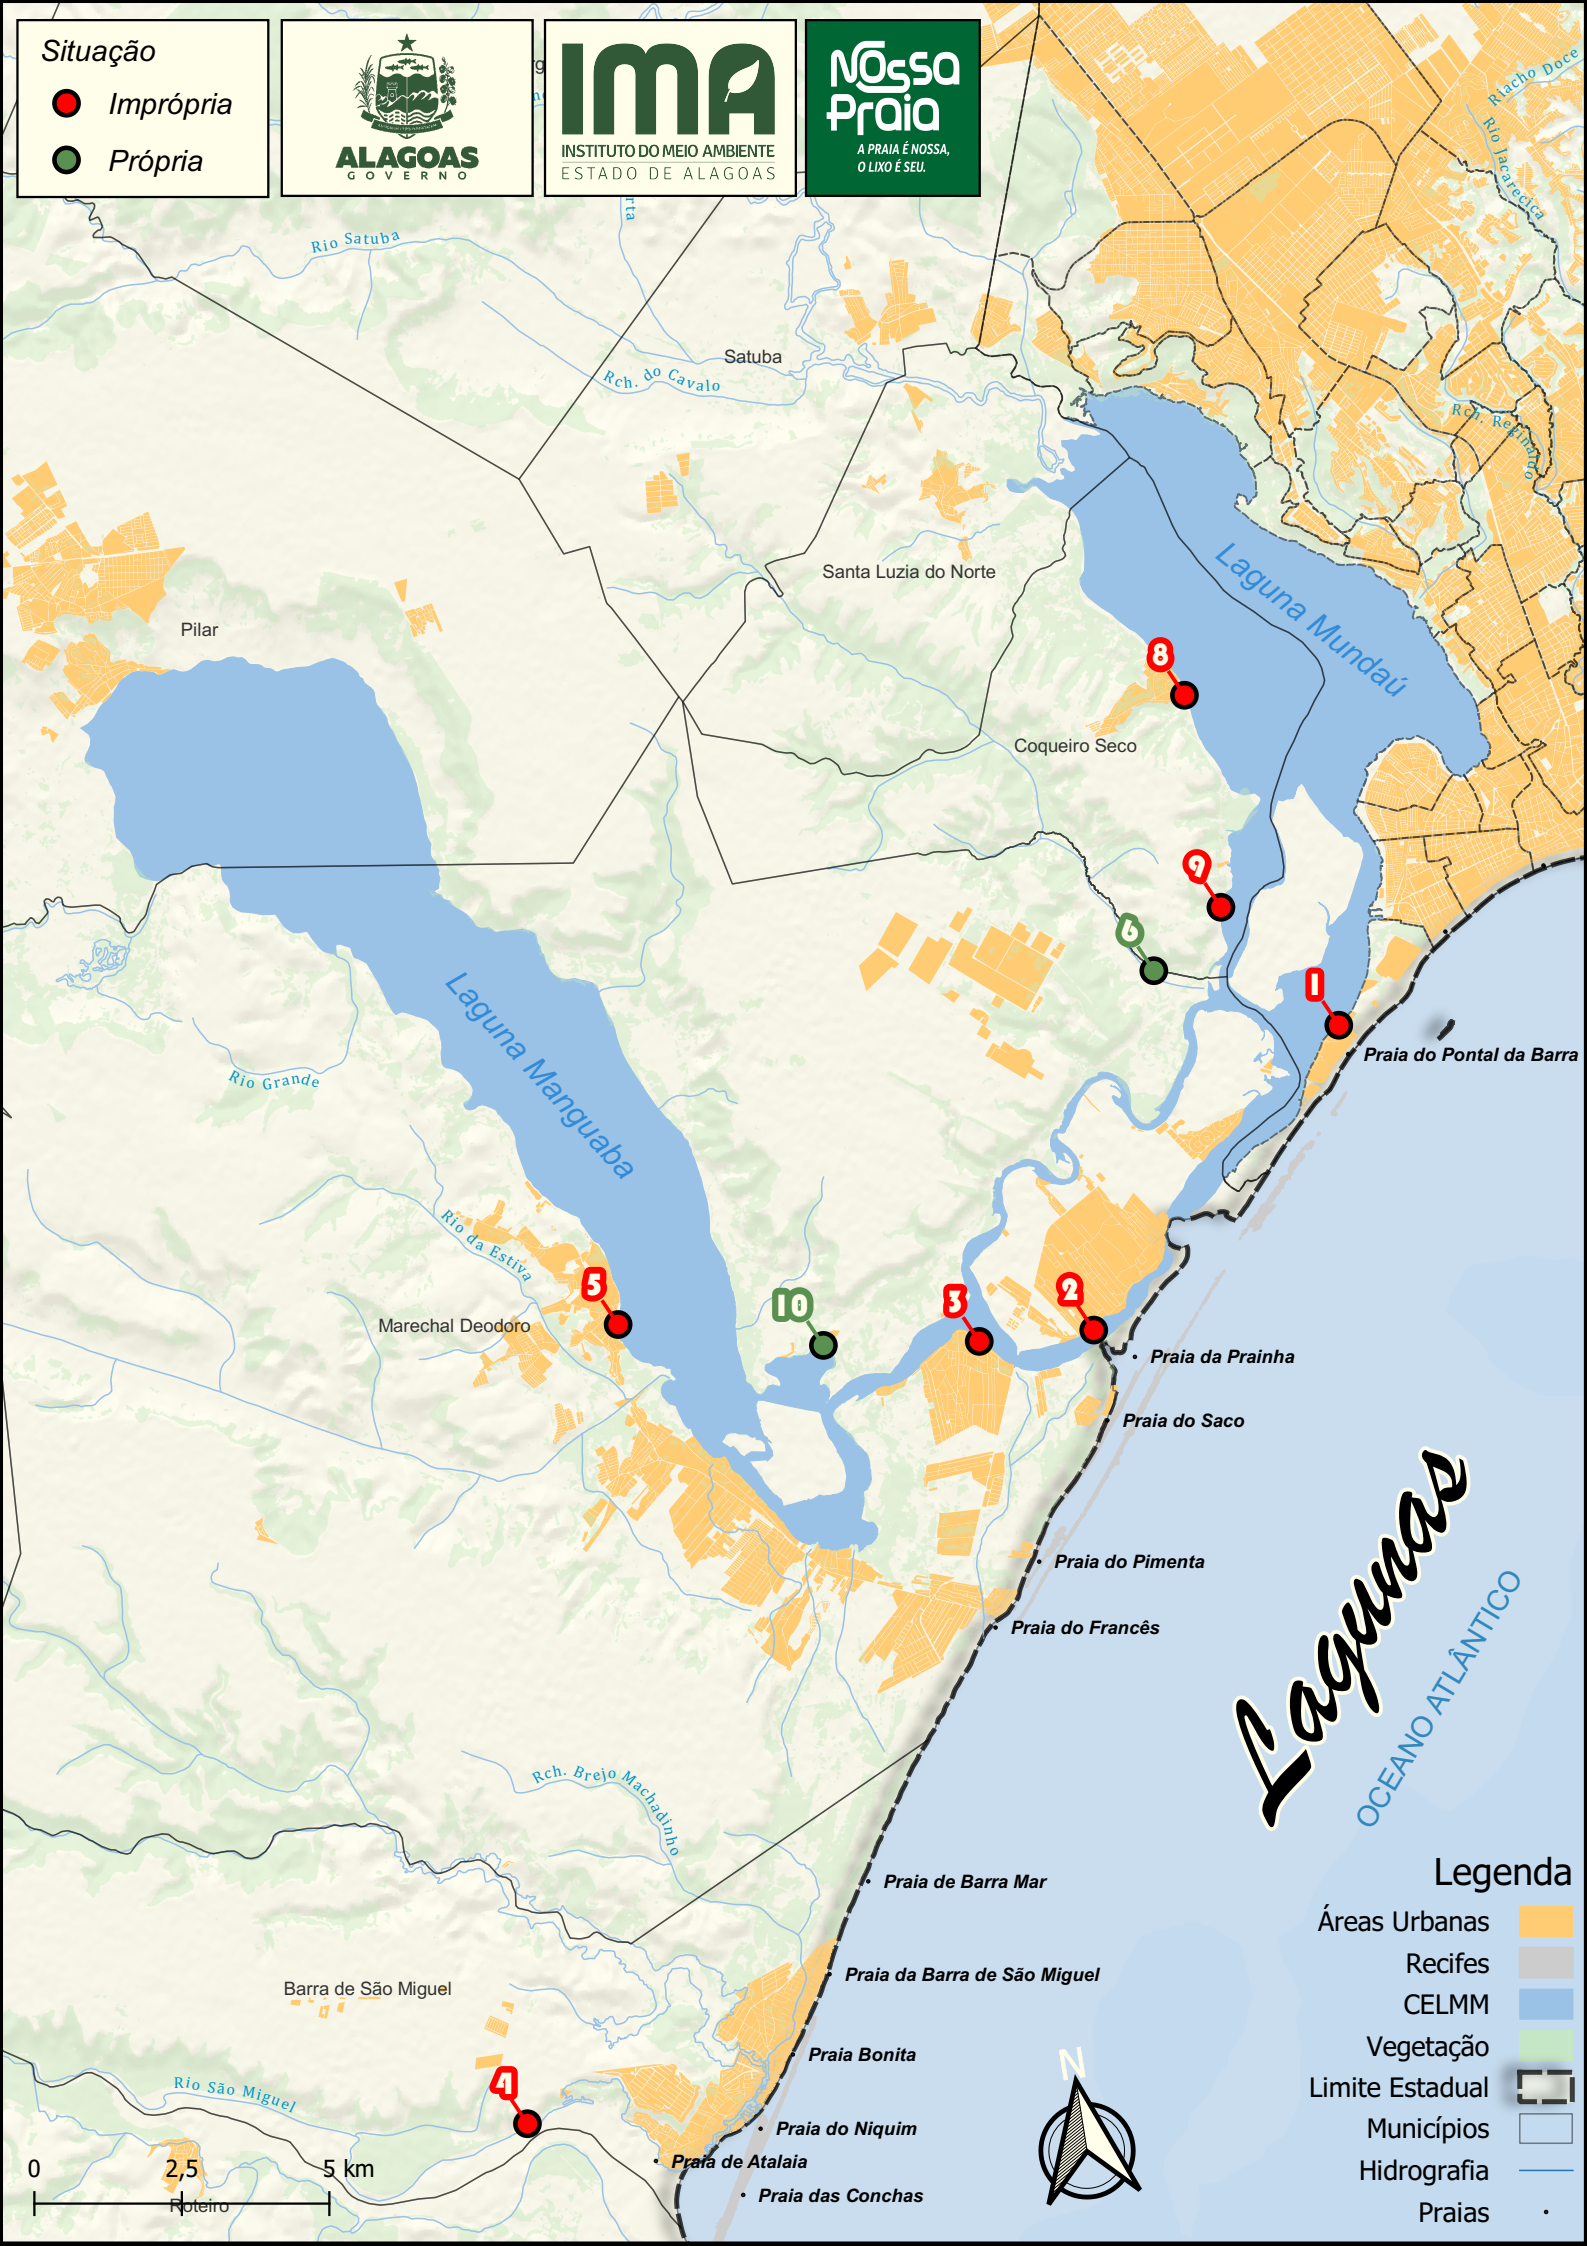 Situação
Imprópria
Própria
ALAGOAS
GOVERNO
IMA
INSTITUTO DO MEIO AMBIENTE
ESTADO DE ALAGOAS
Nossa
Praia
A PRAIA É NOSSA,
O LIXO É SEU.
Riacho Doce
Rio Jacarecica
Rio Satuba
Satuba
Rch. do Cavalo
Rch. Reginaldo
Santa Luzia do Norte
Laguna Mundaú
Pilar
8
Coqueiro Seco
9
6
1
Laguna Manguaba
Praia do Pontal da Barra
Rio Grande
Rio da Estiva
5
10
3
2
Marechal Deodoro
Praia da Prainha
Praia do Saco
Lagunas
Praia do Pimenta
OCEANO ATLÂNTICO
Praia do Francês
Rch. Brejo Machadinho
Praia de Barra Mar
Praia da Barra de São Miguel
Barra de São Miguel
Praia Bonita
4
Rio São Miguel
Praia do Niquim
Praia de Atalaia
Praia das Conchas
0 2,5 5 km
Roteiro
N
Legenda
Áreas Urbanas
Recifes
CELMM
Vegetação
Limite Estadual
Municípios
Hidrografia
Praias